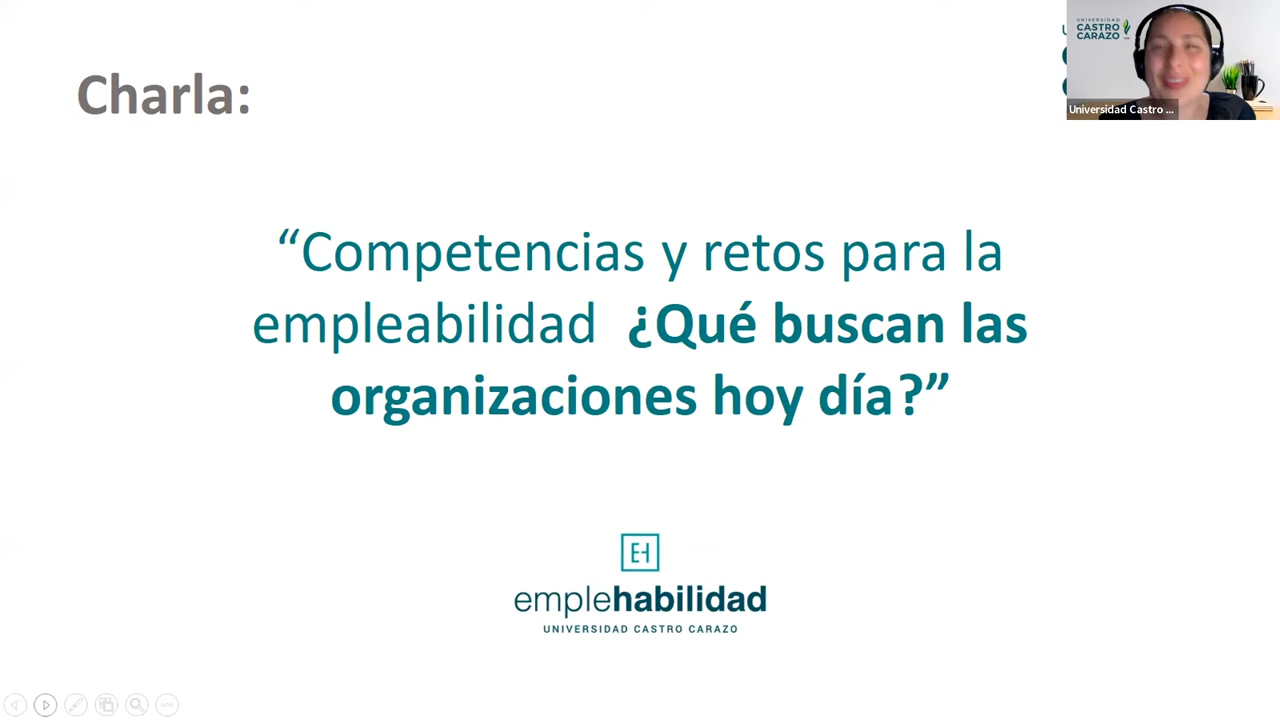 Charla:
UNIVERSIDAD
CASTRO
CARAZO
Universidad Castro ...
“Competencias y retos para la
empleabilidad ¿Qué buscan las
organizaciones hoy día?”
EH
emplehabilidad
UNIVERSIDAD CASTRO CARAZO